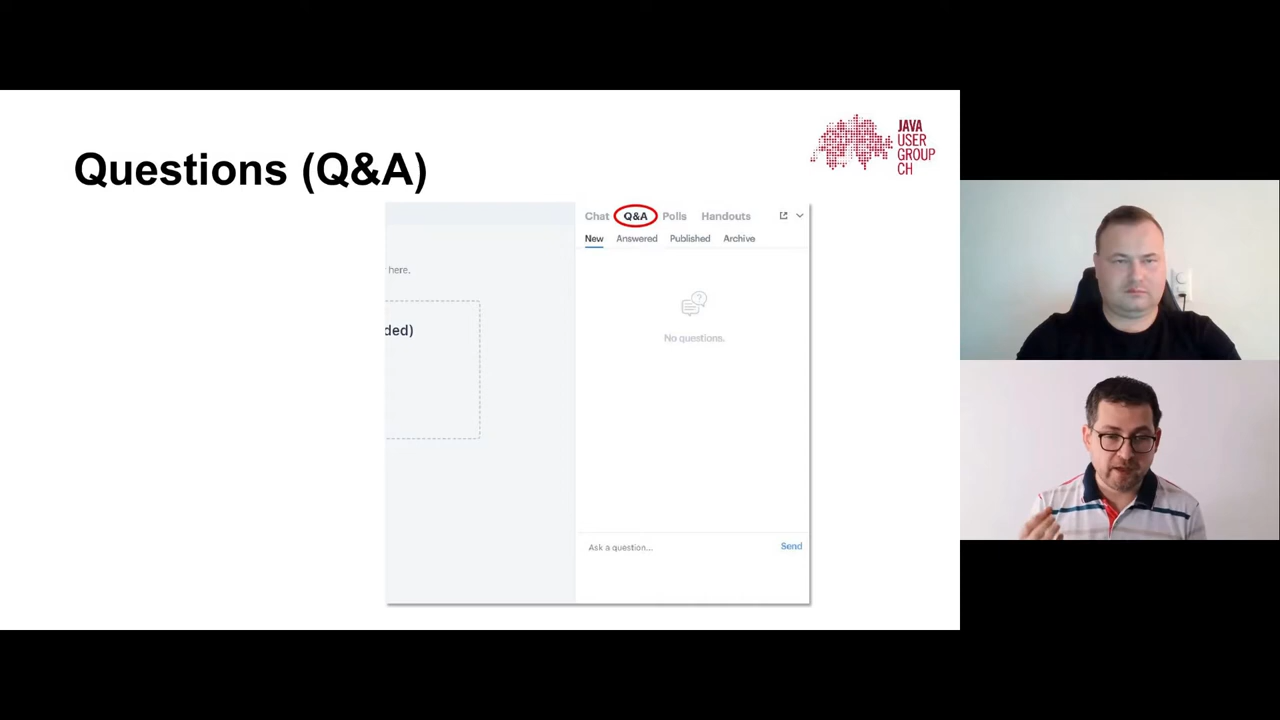 Questions (Q&A)
JAVA
USER
GROUP
CH
Chat Q&A Polls Handouts
New Answered Published Archive
here.
ded)
No questions.
Ask a question... Send